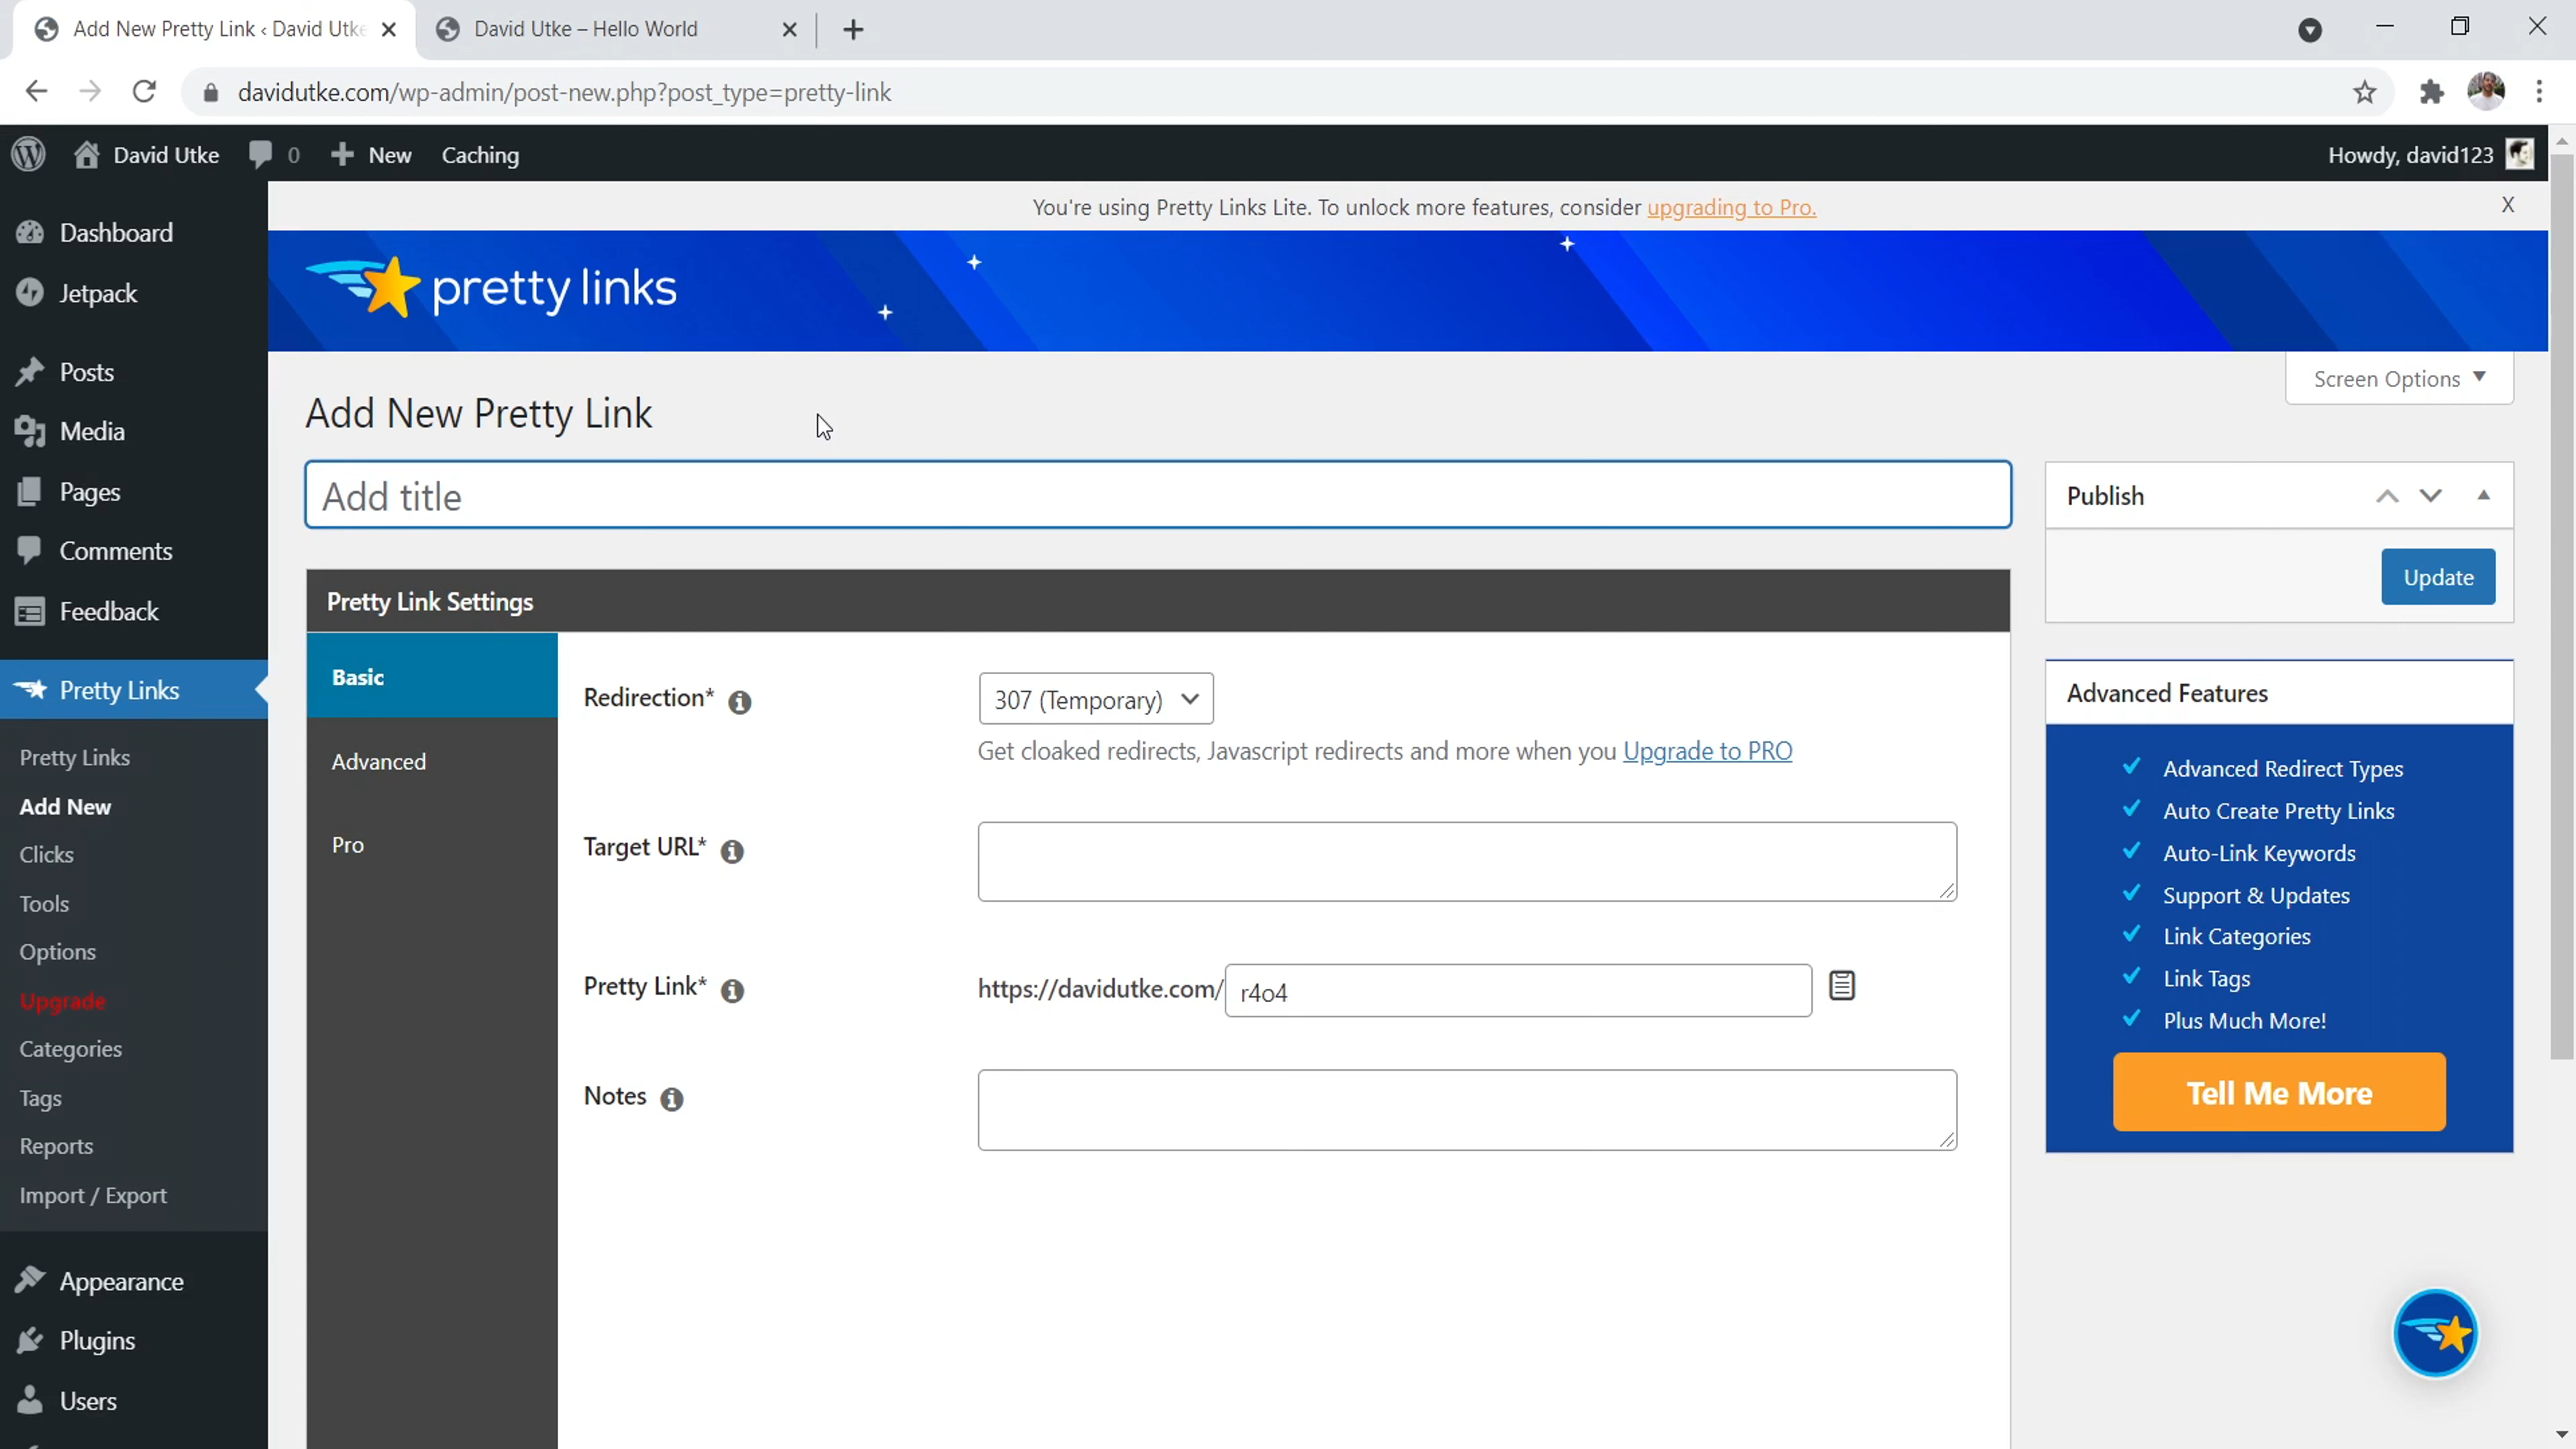 Add New Pretty Link ‹ David Utke
David Utke – Hello World
davidutke.com/wp-admin/post-new.php?post_type=pretty-link
David Utke
0
New
Caching
Howdy, david123
You're using Pretty Links Lite. To unlock more features, consider upgrading to Pro.
X
pretty links
Dashboard
Jetpack
Posts
Media
Pages
Comments
Feedback
Pretty Links
Pretty Links
Add New
Clicks
Tools
Options
Upgrade
Categories
Tags
Reports
Import / Export
Appearance
Plugins
Users
Screen Options
Add New Pretty Link
Add title
Pretty Link Settings
Basic
Advanced
Pro
Redirection*
307 (Temporary)
Get cloaked redirects, Javascript redirects and more when you Upgrade to PRO
Target URL*
Pretty Link*
https://davidutke.com/ r4o4
Notes
Publish
Update
Advanced Features
Advanced Redirect Types
Auto Create Pretty Links
Auto-Link Keywords
Support & Updates
Link Categories
Link Tags
Plus Much More!
Tell Me More